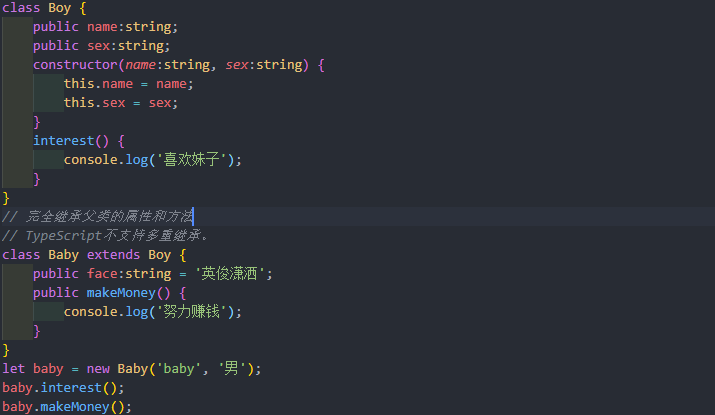 class Boy {
    public name:string;
    public sex:string;
    constructor(name:string, sex:string) {
        this.name = name;
        this.sex = sex;
    }
    interest() {
        console.log('喜欢妹子');
    }
}
// 完全继承父类的属性和方法
// TypeScript不支持多重继承。
class Baby extends Boy {
    public face:string = '英俊潇洒';
    public makeMoney() {
        console.log('努力赚钱');
    }
}
let baby = new Baby('baby', '男');
baby.interest();
baby.makeMoney();